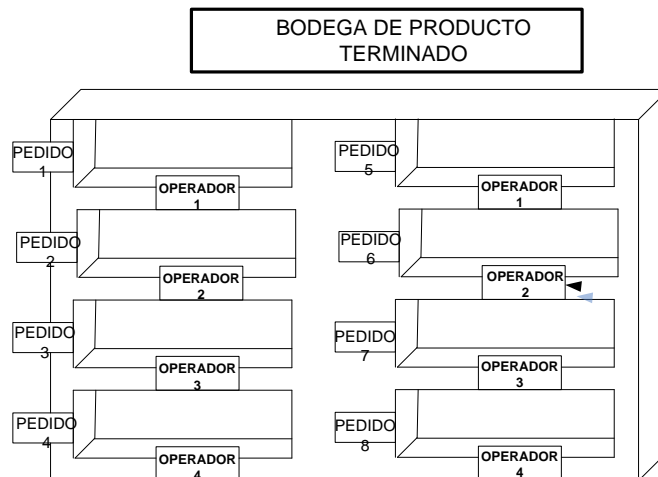 BODEGA DE PRODUCTO
TERMINADO
PEDIDO
1
OPERADOR
1
PEDIDO
5
OPERADOR
1
PEDIDO
2
OPERADOR
2
PEDIDO
6
OPERADOR
2
PEDIDO
3
OPERADOR
3
PEDIDO
7
OPERADOR
3
PEDIDO
4
OPERADOR
4
PEDIDO
8
OPERADOR
4